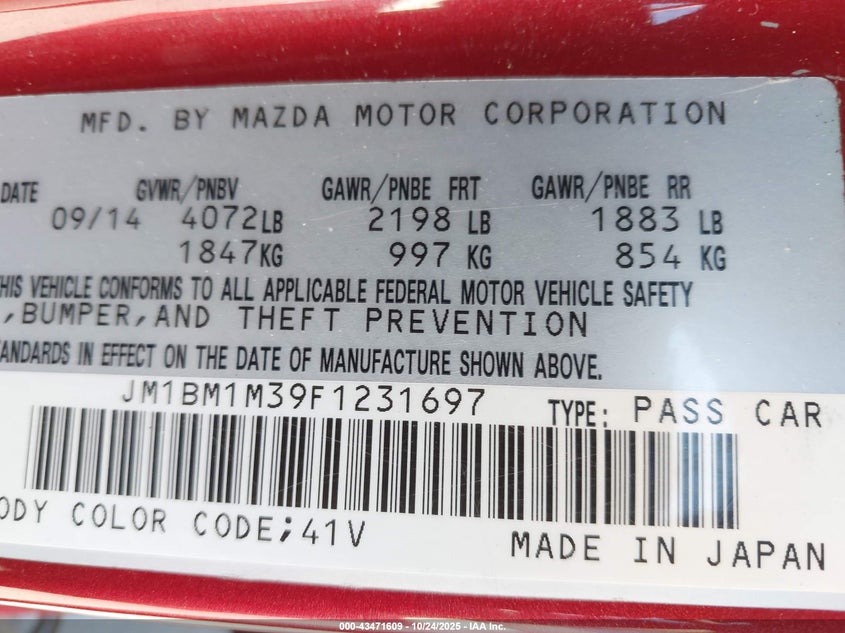 MFD. BY MAZDA MOTOR CORPORATION
DATE GVWR/PNBV GAWR/PNBE FRT GAWR/PNBE RR
09/14 4072LB 2198 LB 1883 LB
1847KG 997 KG 854 KG
THIS VEHICLE CONFORMS TO ALL APPLICABLE FEDERAL MOTOR VEHICLE SAFETY
,BUMPER,AND THEFT PREVENTION
TANDARDS IN EFFECT ON THE DATE OF MANUFACTURE SHOWN ABOVE.
JM1BM1M39F1231697 TYPE: PASS CAR
ODY COLOR CODE;41V
MADE IN JAPAN
000-43471609 - 10/24/2025 - IAA Inc.